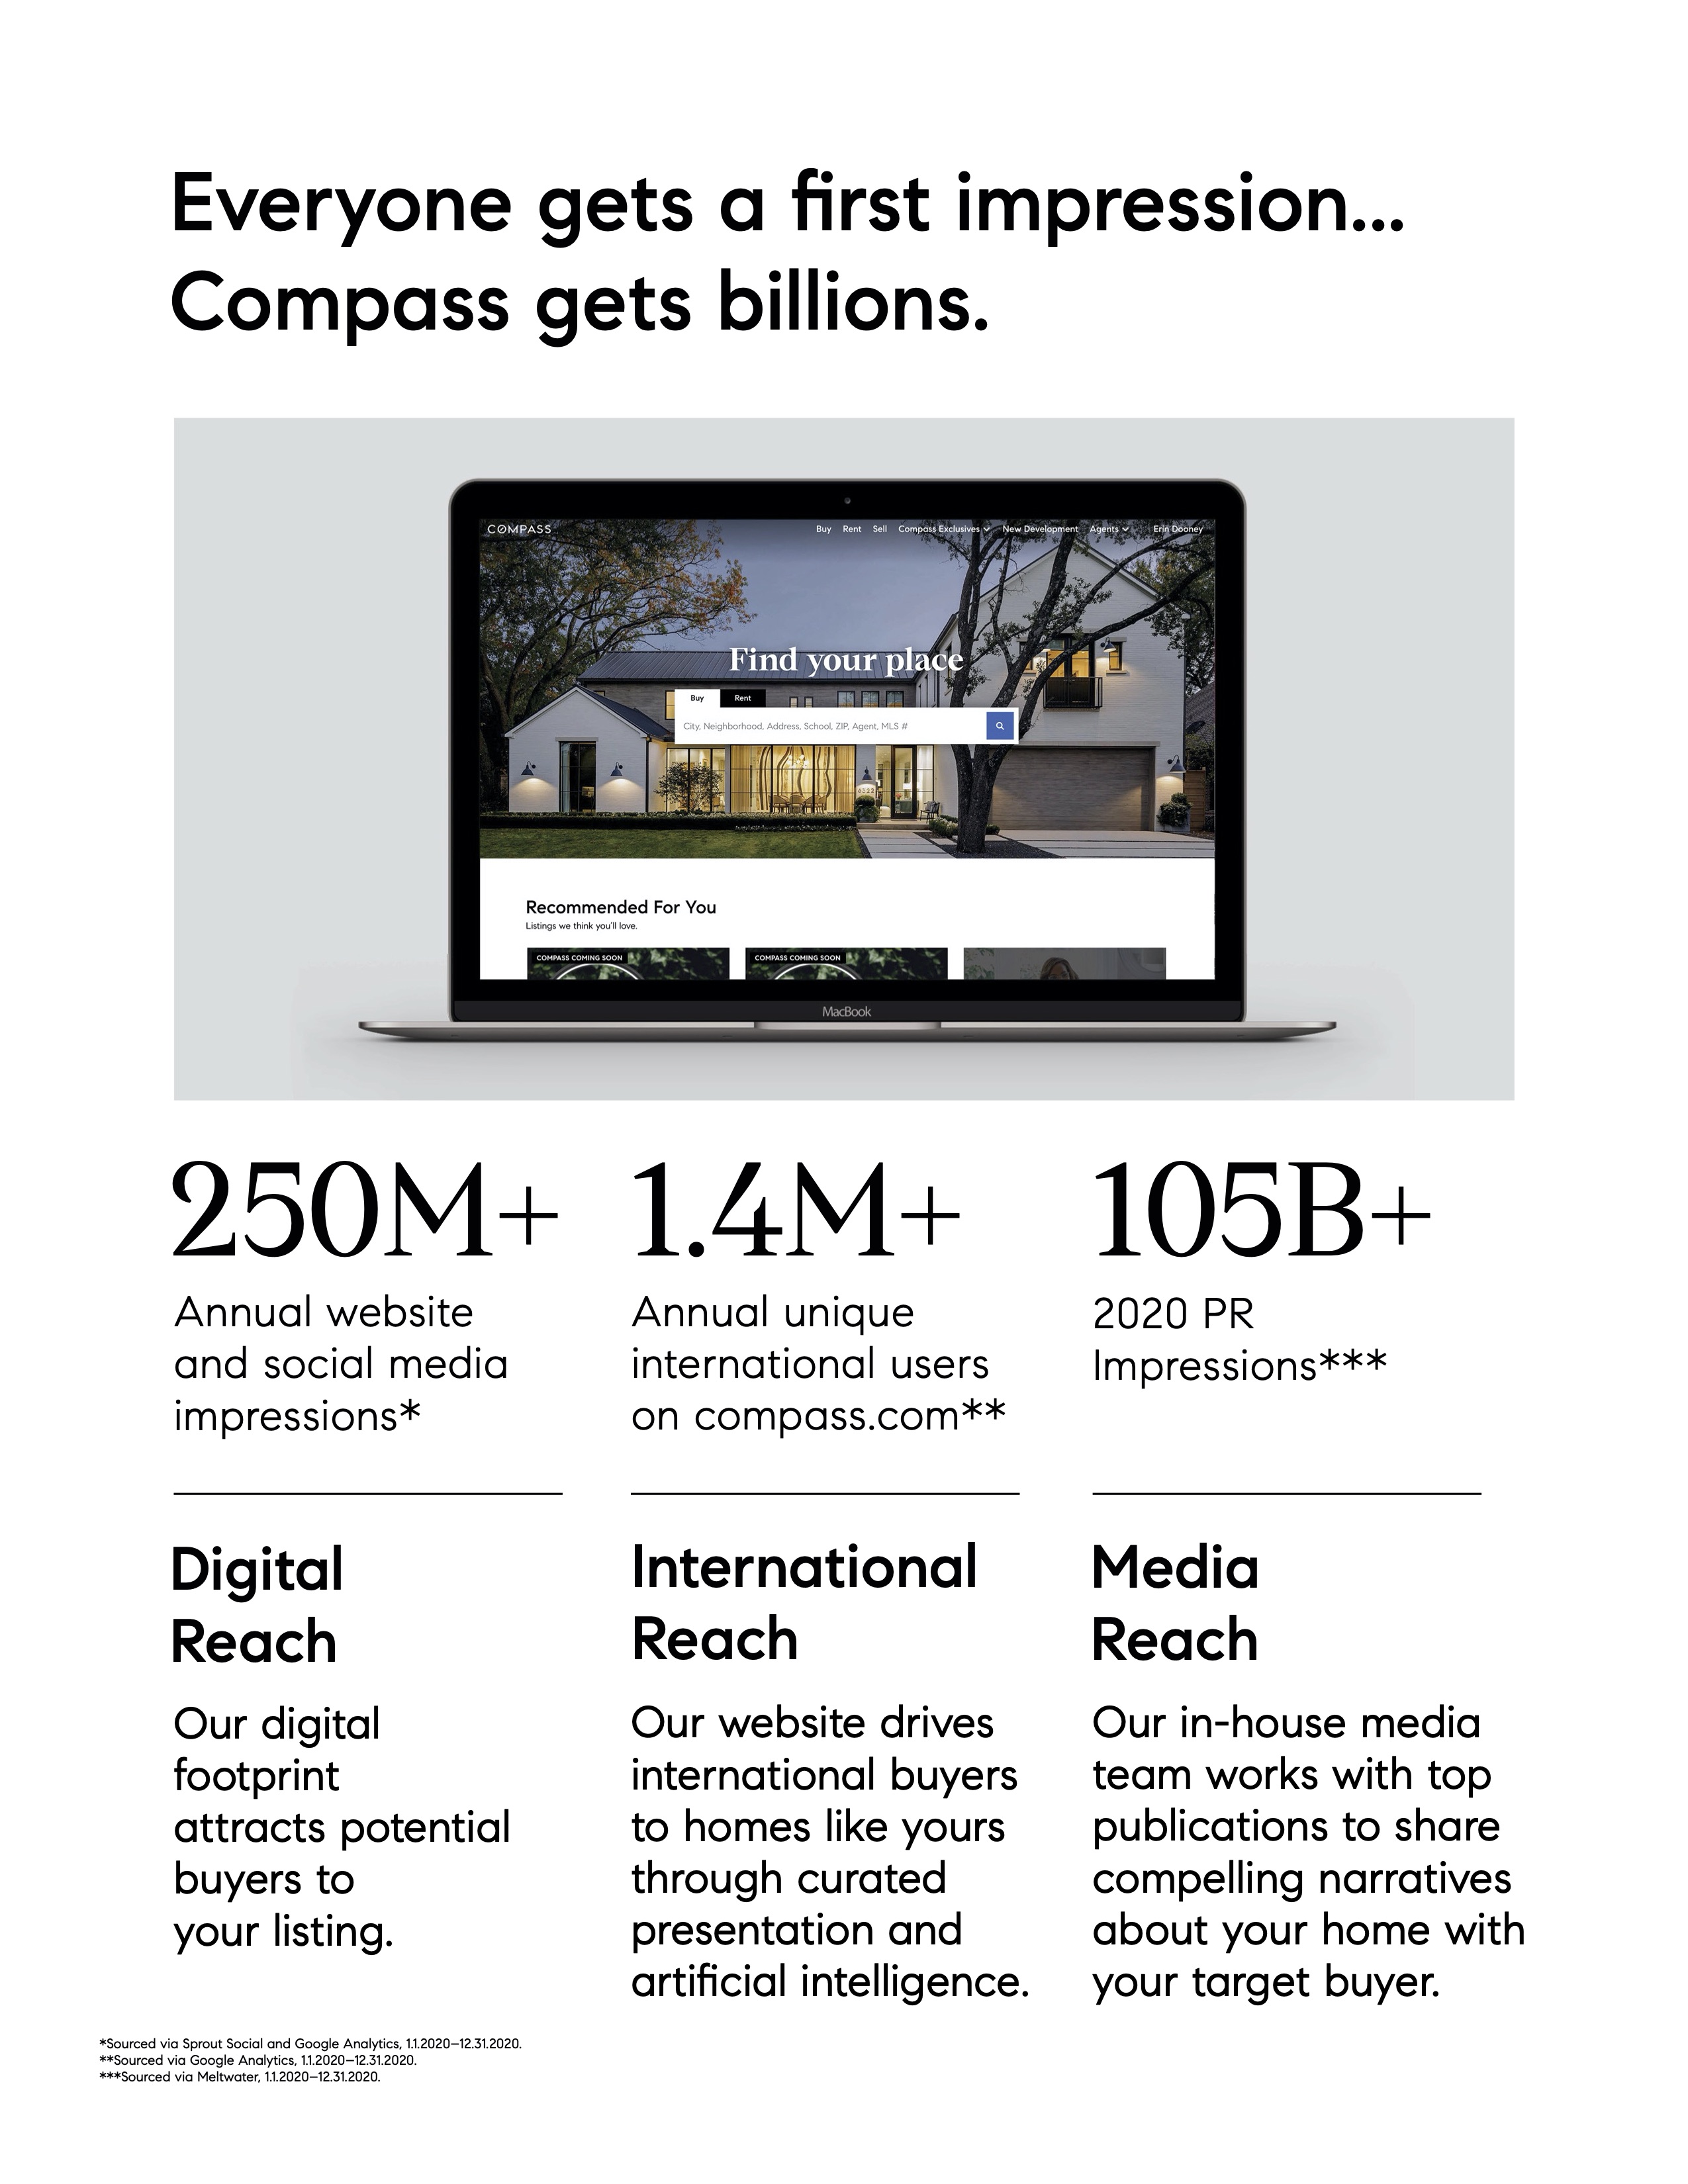 Everyone gets a first impression...
Compass gets billions.
COMPASS
Buy Rent Sell Compass Exclusives New Development Agents Erin Dooney
Find your place
Buy Rent
City, Neighborhood, Address, School, ZIP, Agent, MLS #
Recommended For You
Listings we think you'll love.
COMPASS COMING SOON
COMPASS COMING SOON
MacBook
250M+
Annual website
and social media
impressions*
1.4M+
Annual unique
international users
on compass.com**
105B+
2020 PR
Impressions***
Digital
Reach
Our digital
footprint
attracts potential
buyers to
your listing.
International
Reach
Our website drives
international buyers
to homes like yours
through curated
presentation and
artificial intelligence.
Media
Reach
Our in-house media
team works with top
publications to share
compelling narratives
about your home with
your target buyer.
*Sourced via Sprout Social and Google Analytics, 1.1.2020–12.31.2020.
**Sourced via Google Analytics, 1.1.2020–12.31.2020.
***Sourced via Meltwater, 1.1.2020–12.31.2020.